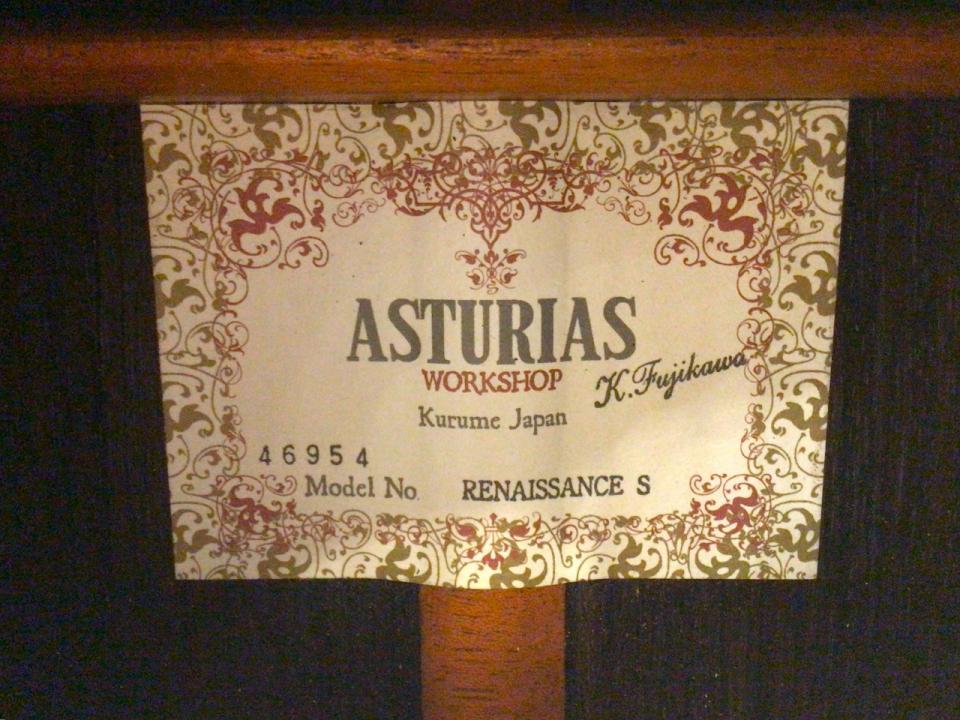 ASTURIAS
WORKSHOP
K. Fujikawa
Kurume Japan
46954
Model No. RENAISSANCE S